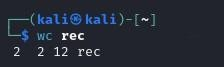 ┌──(kali㉿kali)-[~]
└─$ wc rec
 2  2 12 rec